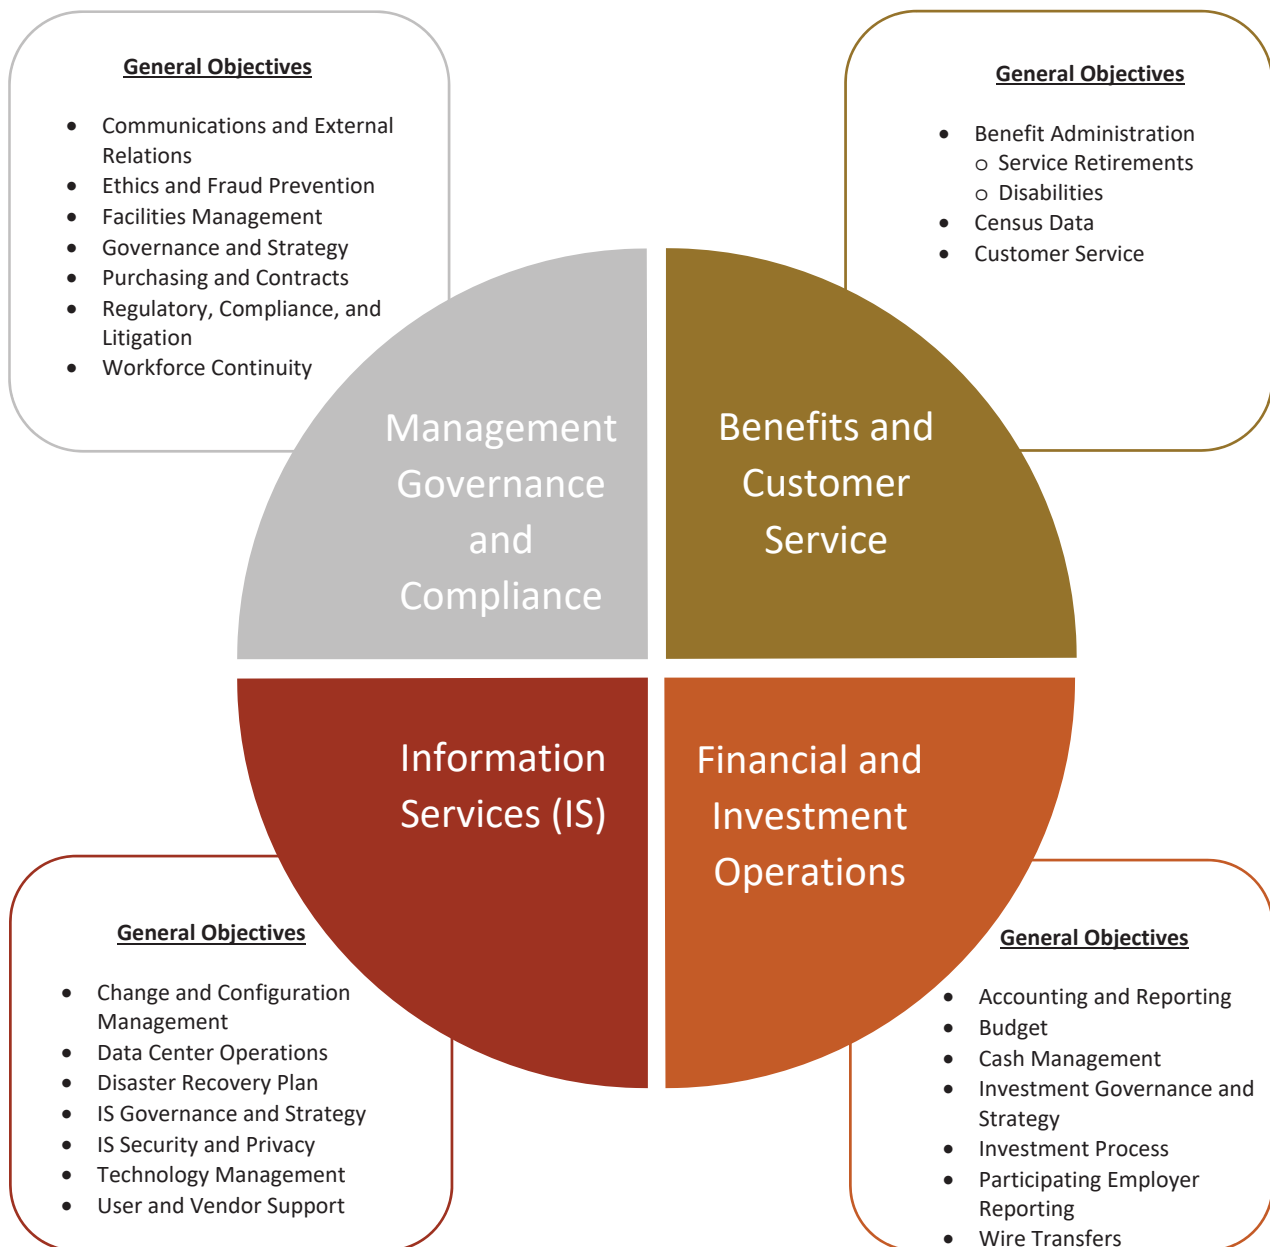 General Objectives
• Communications and External
Relations
• Ethics and Fraud Prevention
• Facilities Management
• Governance and Strategy
• Purchasing and Contracts
• Regulatory, Compliance, and
Litigation
• Workforce Continuity
General Objectives
• Benefit Administration
o Service Retirements
o Disabilities
• Census Data
• Customer Service
Management
Governance
and
Compliance
Benefits and
Customer
Service
Information
Services (IS)
Financial and
Investment
Operations
General Objectives
• Change and Configuration
Management
• Data Center Operations
• Disaster Recovery Plan
• IS Governance and Strategy
• IS Security and Privacy
• Technology Management
• User and Vendor Support
General Objectives
• Accounting and Reporting
• Budget
• Cash Management
• Investment Governance and
Strategy
• Investment Process
• Participating Employer
Reporting
• Wire Transfers